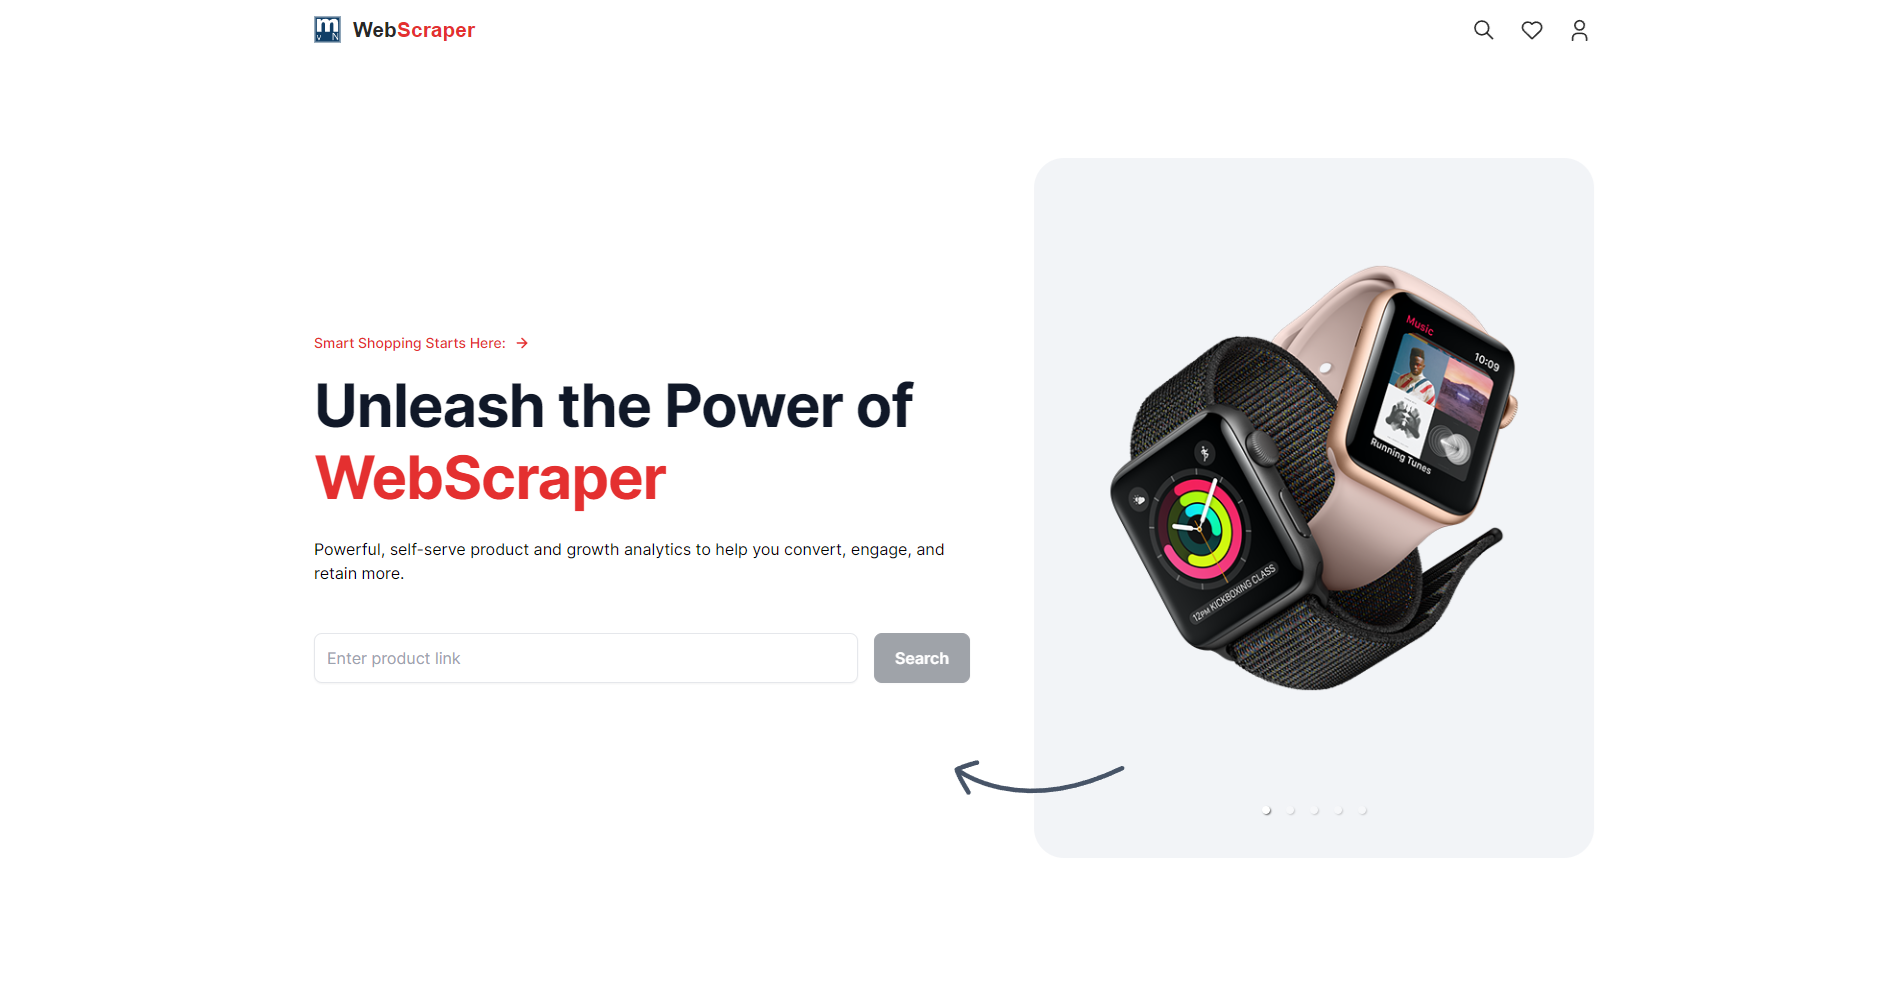 m
v N
WebScraper
Smart Shopping Starts Here:
Unleash the Power of
WebScraper
Powerful, self-serve product and growth analytics to help you convert, engage, and
retain more.
Enter product link
Search
Music
10:09
Running Tunes
12PM KICKBOXING CLASS